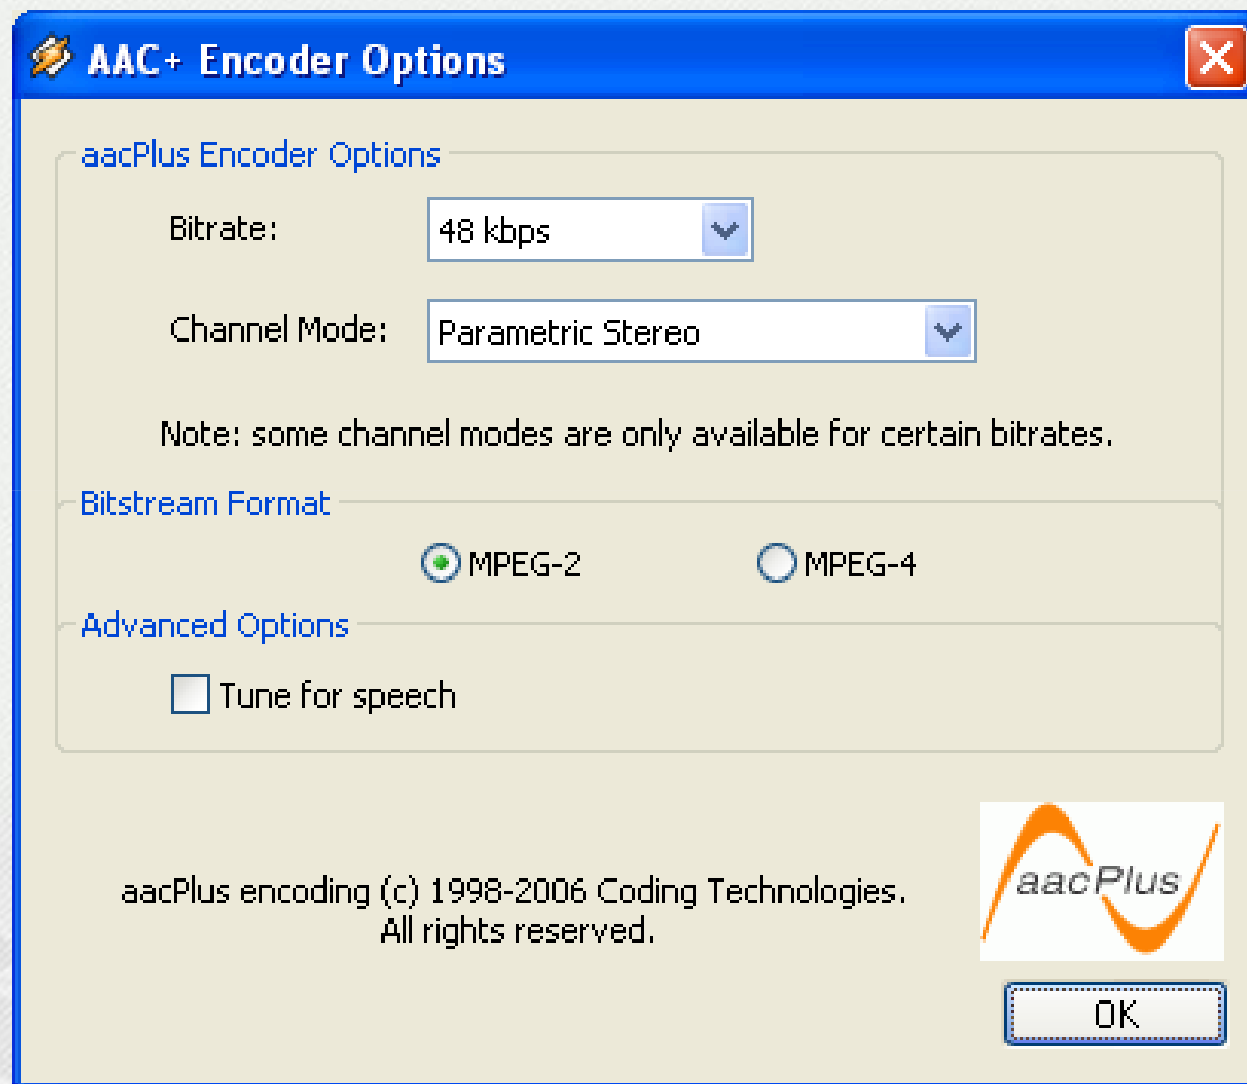 AAC+ Encoder Options
aacPlus Encoder Options
Bitrate:
48 kbps
Channel Mode:
Parametric Stereo
Note: some channel modes are only available for certain bitrates.
Bitstream Format
MPEG-2
MPEG-4
Advanced Options
Tune for speech
aacPlus encoding (c) 1998-2006 Coding Technologies.
All rights reserved.
aacPlus
OK